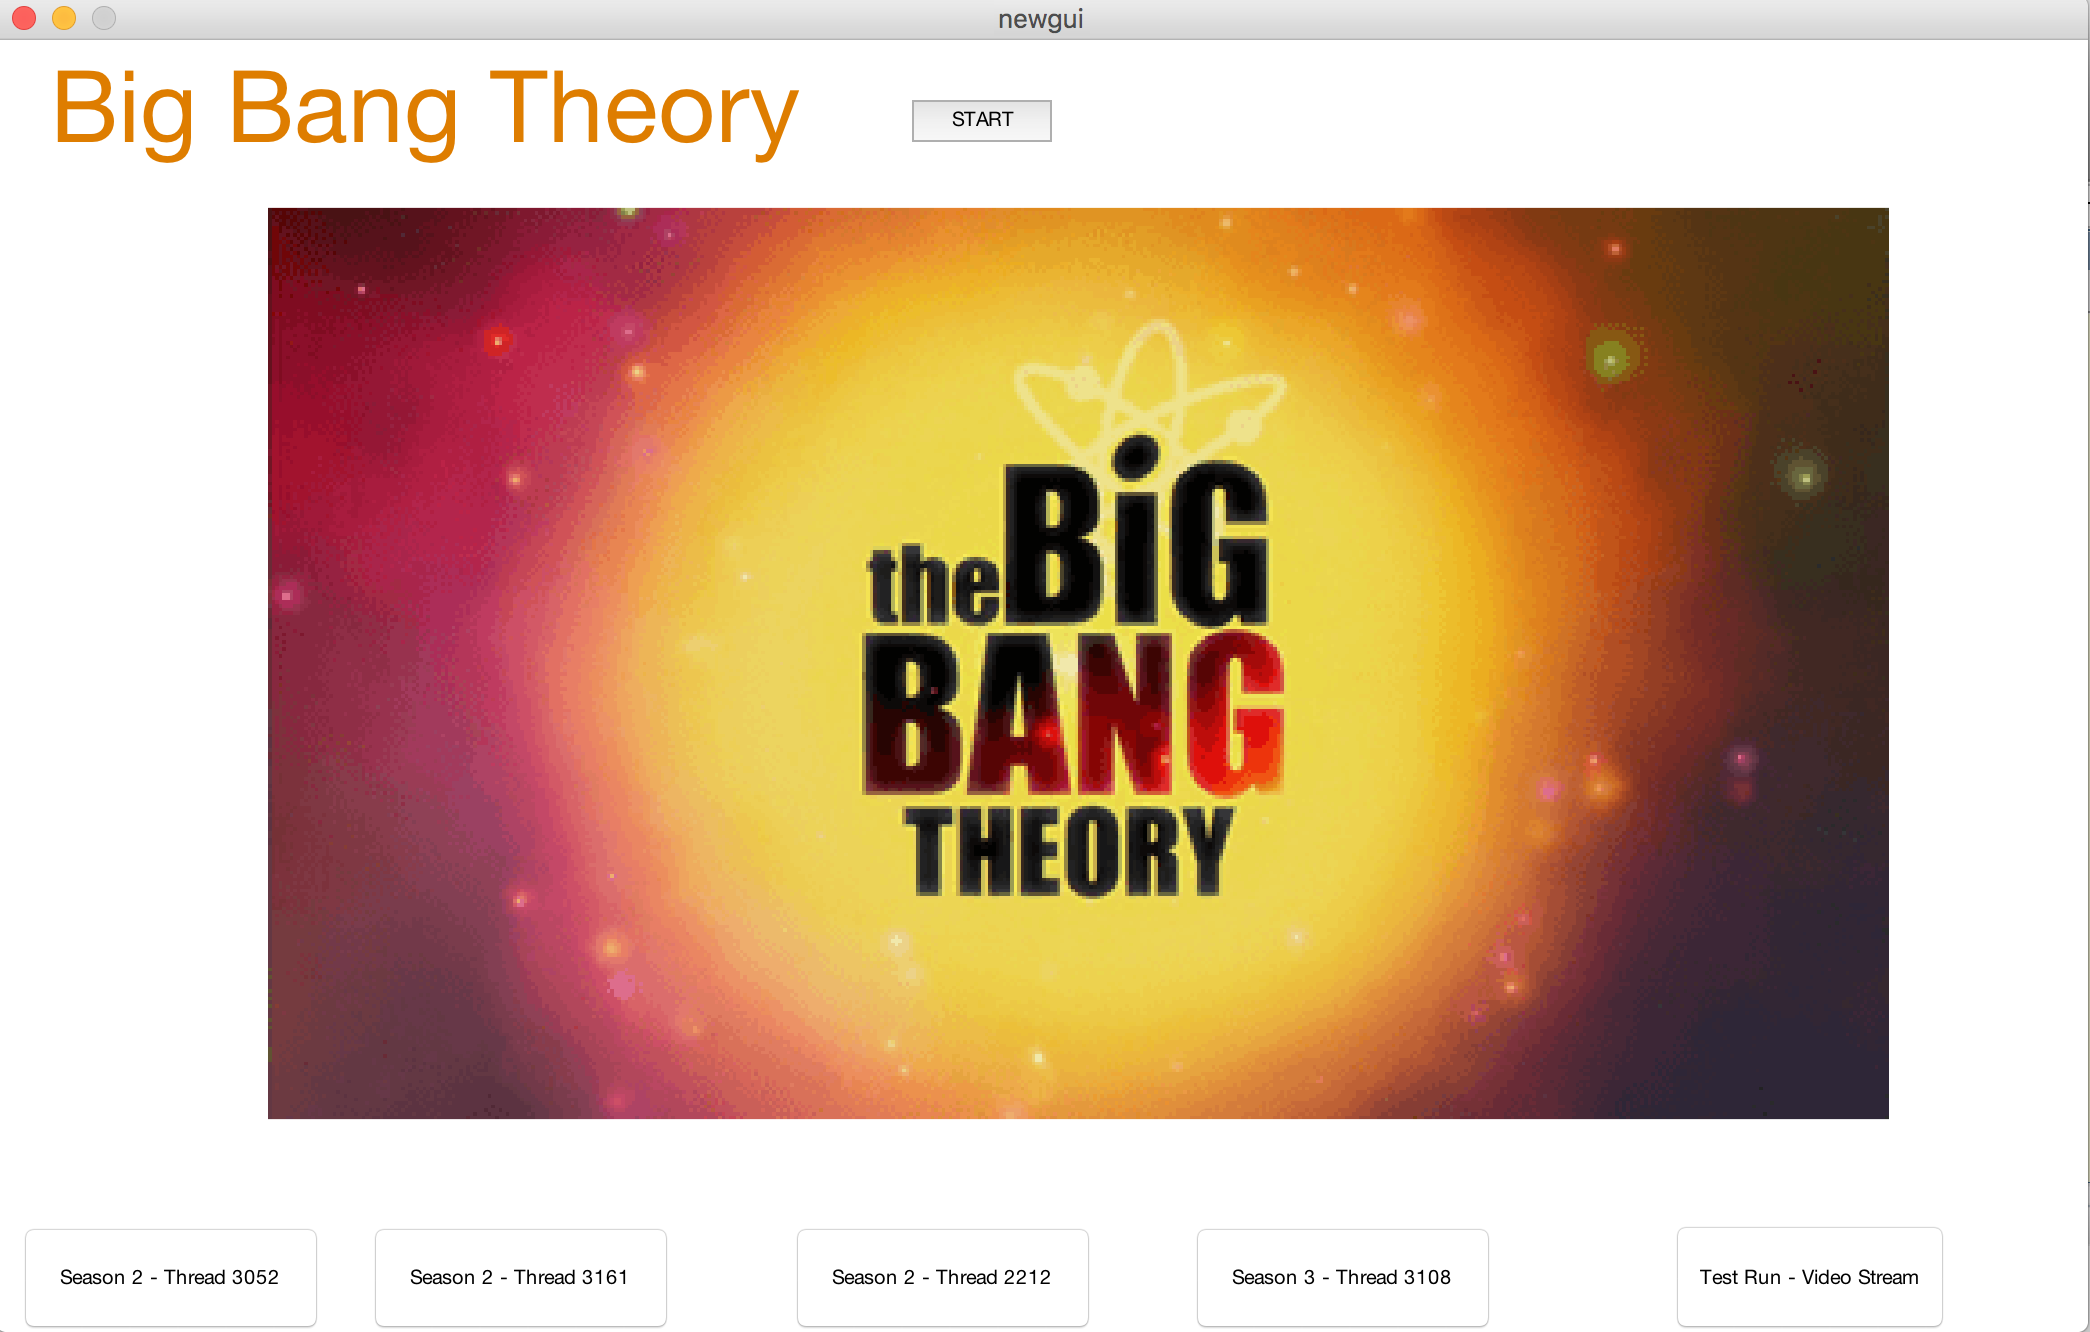 newgui
Big Bang Theory
START
the BiG
BANG
THEORY
Season 2 - Thread 3052
Season 2 - Thread 3161
Season 2 - Thread 2212
Season 3 - Thread 3108
Test Run - Video Stream